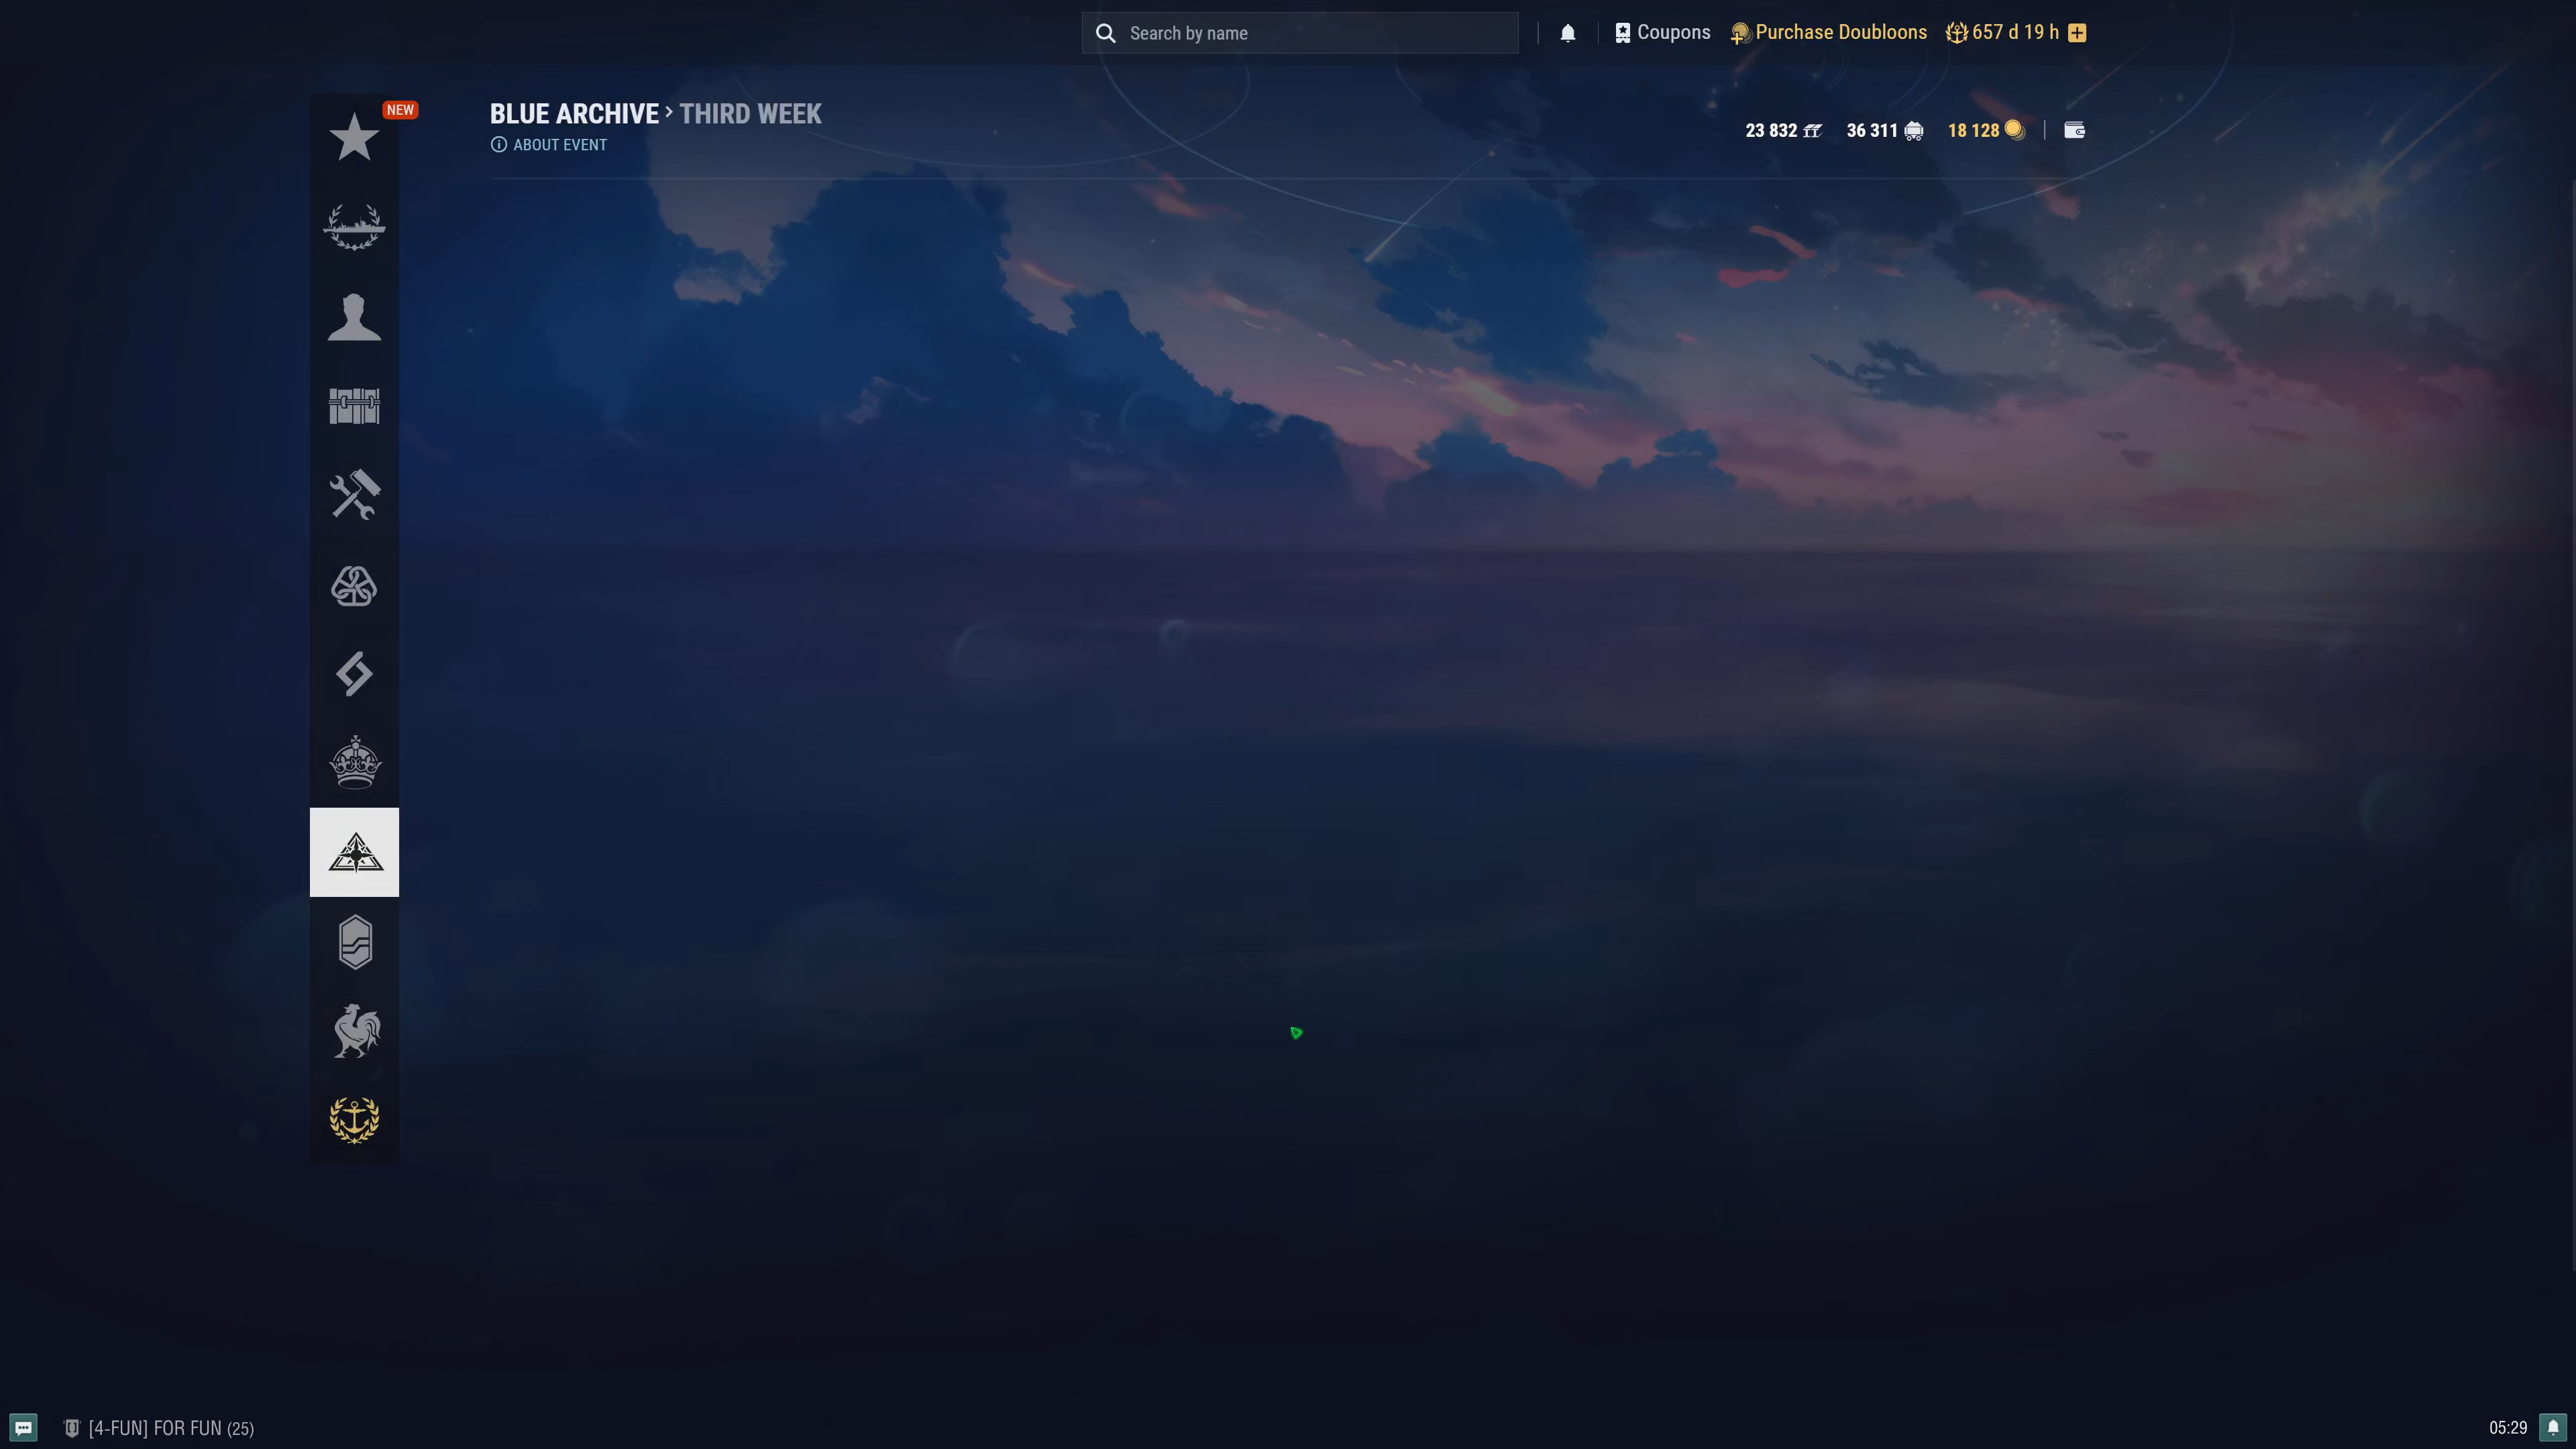 Search by name
Coupons
Purchase Doubloons
657 d 19 h
NEW
BLUE ARCHIVE > THIRD WEEK
ABOUT EVENT
23 832
36 311
18 128
[4-FUN] FOR FUN (25)
05:29